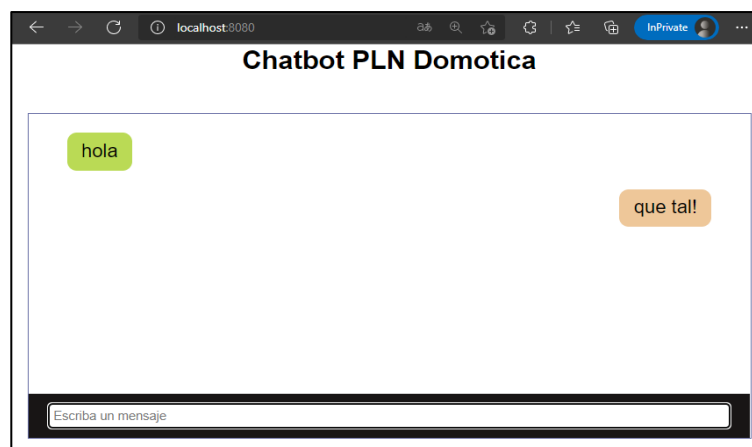 localhost:8080
InPrivate
Chatbot PLN Domotica
hola
que tal!
Escriba un mensaje